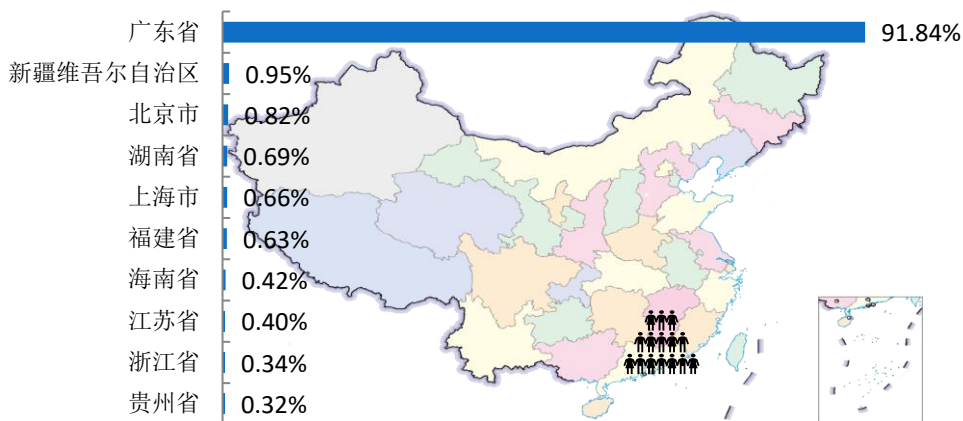 广东省 91.84%
新疆维吾尔自治区 0.95%
北京市 0.82%
湖南省 0.69%
上海市 0.66%
福建省 0.63%
海南省 0.42%
江苏省 0.40%
浙江省 0.34%
贵州省 0.32%